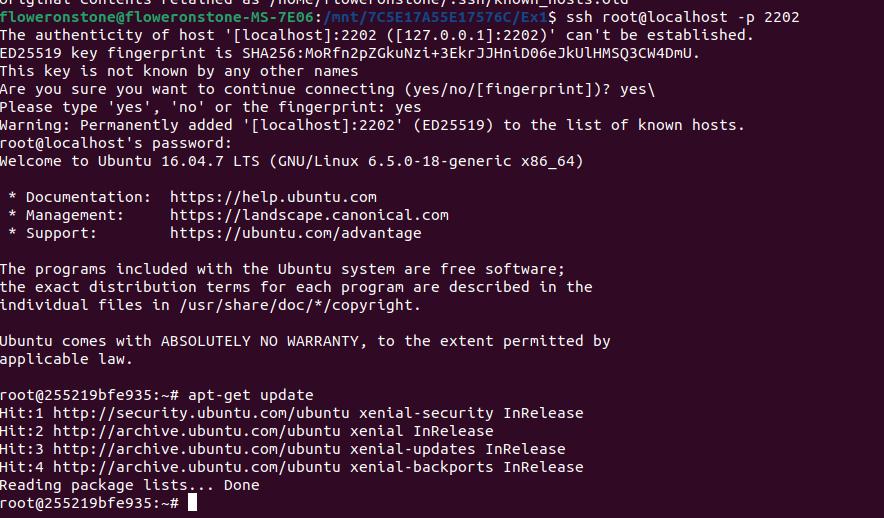 Original contents retained as /home/floweronstone/.ssh/known_hosts.old
floweronstone@floweronstone-MS-7E06:/mnt/7C5E17A55E17576C/Ex1$ ssh root@localhost -p 2202
The authenticity of host '[localhost]:2202 ([127.0.0.1]:2202)' can't be established.
ED25519 key fingerprint is SHA256:MoRfn2pZGkuNzi+3EkrJJHniD06eJkUlHMSQ3CW4DmU.
This key is not known by any other names
Are you sure you want to continue connecting (yes/no/[fingerprint])? yes\
Please type 'yes', 'no' or the fingerprint: yes
Warning: Permanently added '[localhost]:2202' (ED25519) to the list of known hosts.
root@localhost's password:
Welcome to Ubuntu 16.04.7 LTS (GNU/Linux 6.5.0-18-generic x86_64)

 * Documentation:  https://help.ubuntu.com
 * Management:     https://landscape.canonical.com
 * Support:        https://ubuntu.com/advantage

The programs included with the Ubuntu system are free software;
the exact distribution terms for each program are described in the
individual files in /usr/share/doc/*/copyright.

Ubuntu comes with ABSOLUTELY NO WARRANTY, to the extent permitted by
applicable law.

root@255219bfe935:~# apt-get update
Hit:1 http://security.ubuntu.com/ubuntu xenial-security InRelease
Hit:2 http://archive.ubuntu.com/ubuntu xenial InRelease
Hit:3 http://archive.ubuntu.com/ubuntu xenial-updates InRelease
Hit:4 http://archive.ubuntu.com/ubuntu xenial-backports InRelease
Reading package lists... Done
root@255219bfe935:~#